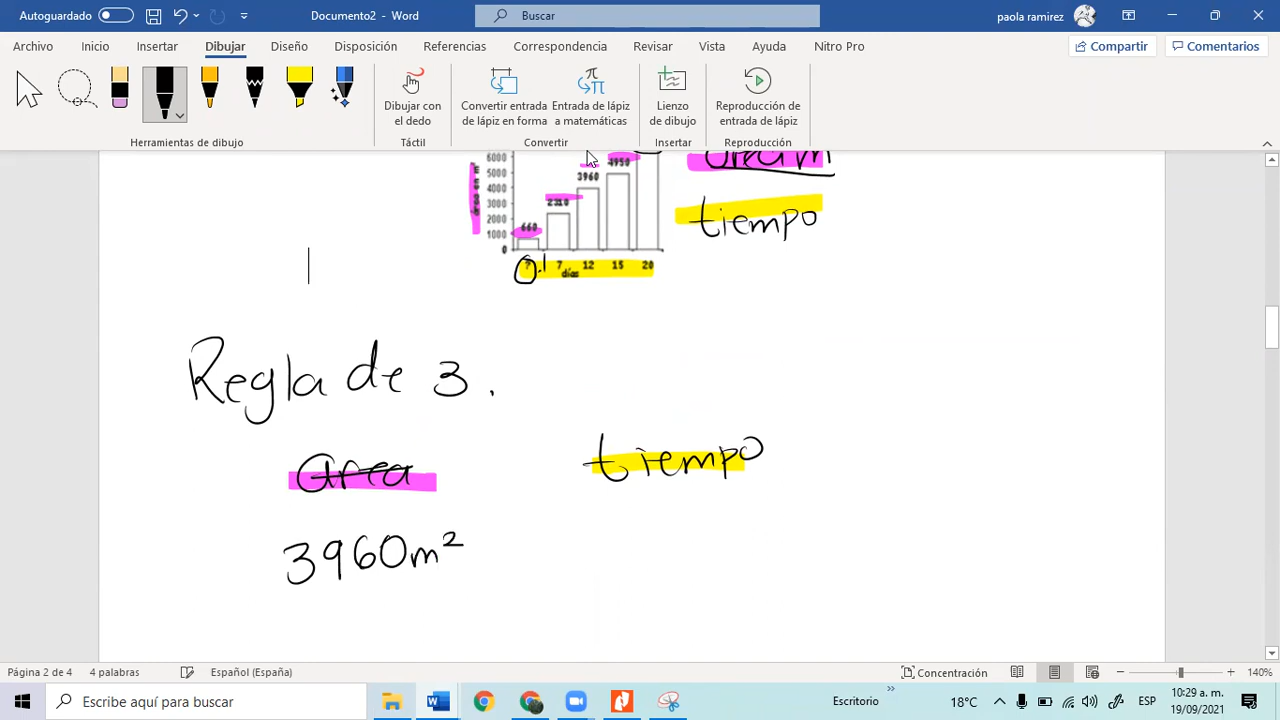 Autoguardado
Documento2 - Word
Buscar
paola ramirez
Archivo Inicio Insertar Dibujar Diseño Disposición Referencias Correspondencia Revisar Vista Ayuda Nitro Pro
Compartir Comentarios
Dibujar con el dedo
Convertir entrada de lápiz en forma
Entrada de lápiz a matemáticas
Lienzo de dibujo
Reproducción de entrada de lápiz
Herramientas de dibujo Táctil Convertir Insertar Reproducción
6000
5000
4000
3000
2000
1000
0
660
2310
3960
4950
? 7 12 15 20
días
0.1
tiempo
Regla de 3.
area tiempo
3960m²
Página 2 de 4 4 palabras Español (España) Concentración 140%
Escribe aquí para buscar
Escritorio
18°C
ESP
10:29 a. m.
19/09/2021